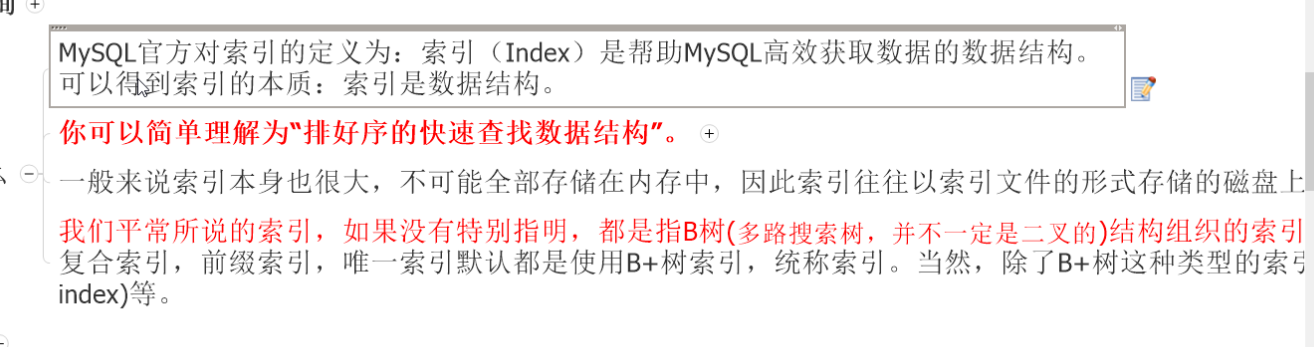 MySQL官方对索引的定义为：索引（Index）是帮助MySQL高效获取数据的数据结构。
可以得到索引的本质：索引是数据结构。
你可以简单理解为“排好序的快速查找数据结构”。
一般来说索引本身也很大，不可能全部存储在内存中，因此索引往往以索引文件的形式存储的磁盘上
我们平常所说的索引，如果没有特别指明，都是指B树(多路搜索树，并不一定是二叉的)结构组织的索引
复合索引，前缀索引，唯一索引默认都是使用B+树索引，统称索引。当然，除了B+树这种类型的索
index)等。